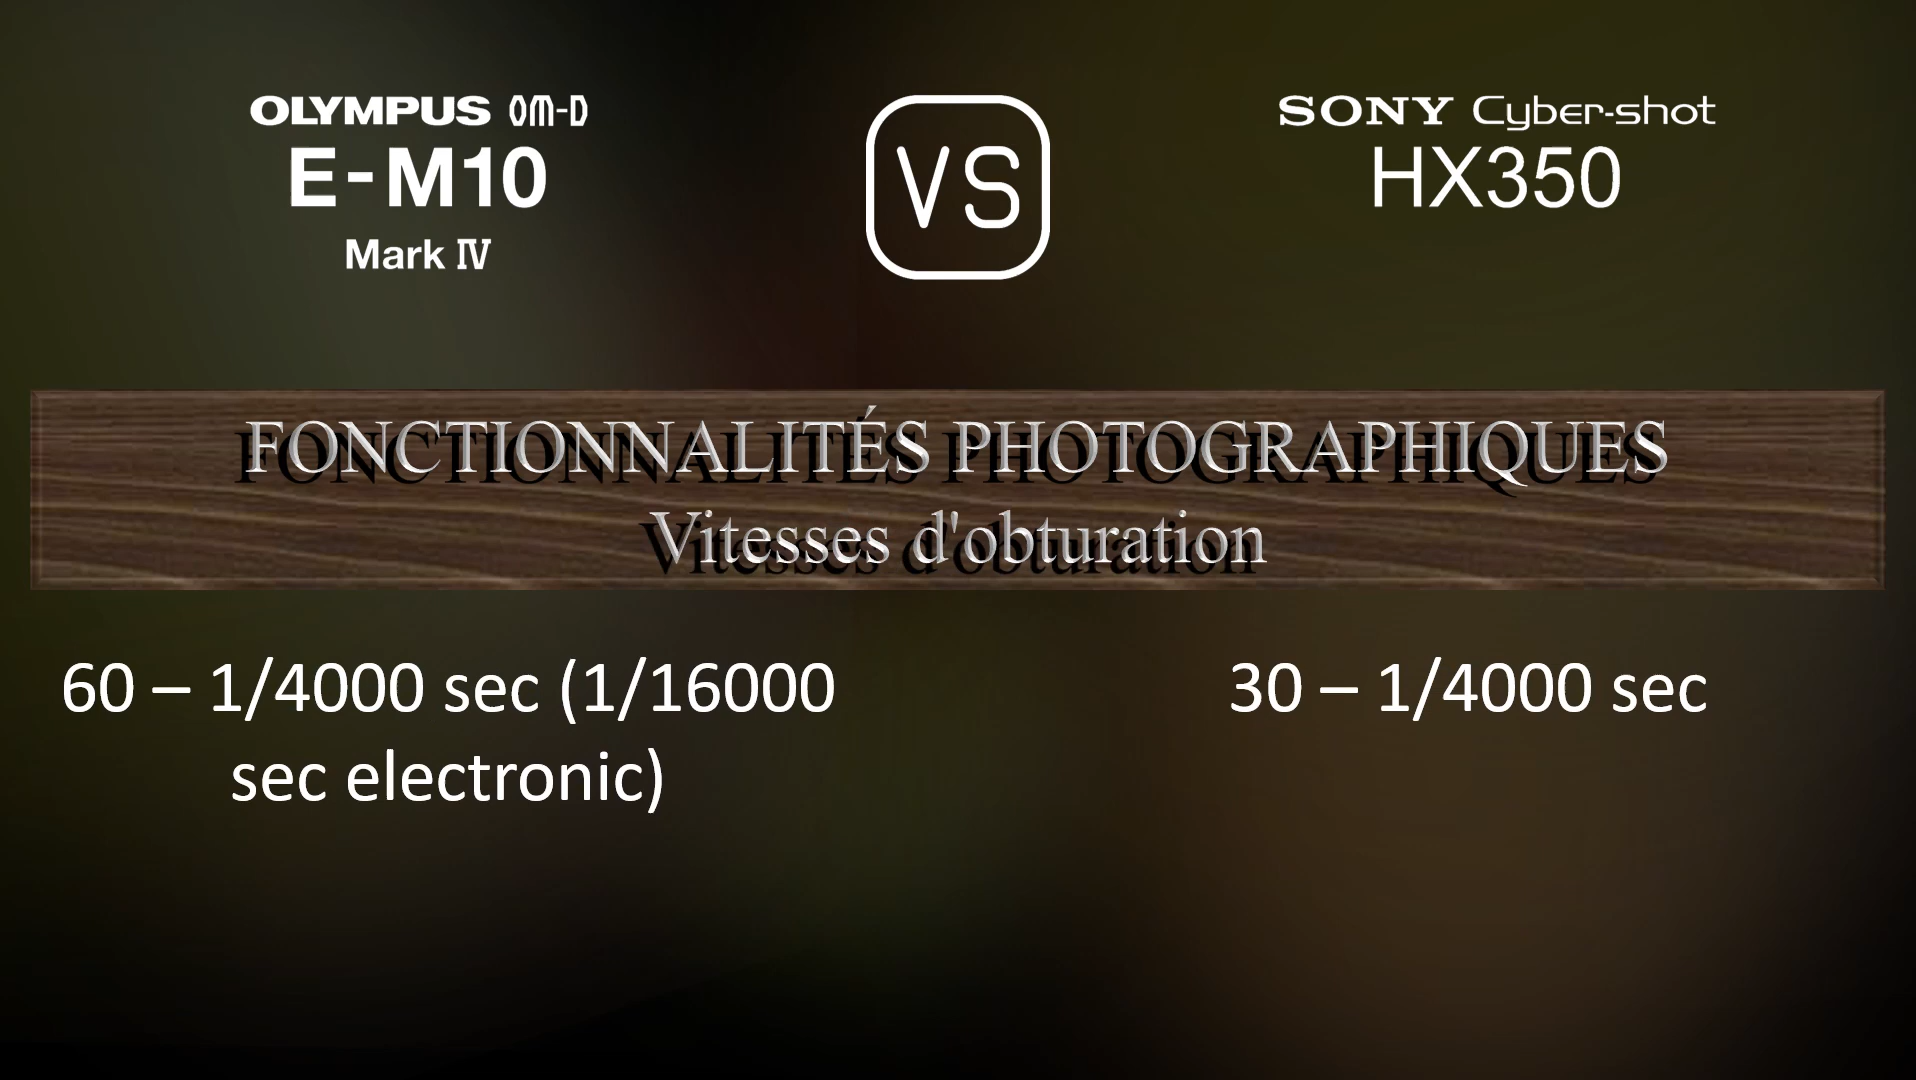 OLYMPUS OM-D
E-M10
Mark IV
VS
SONY Cyber-shot
HX350
FONCTIONNALITÉS PHOTOGRAPHIQUES
Vitesses d'obturation
60 – 1/4000 sec (1/16000
sec electronic)
30 – 1/4000 sec